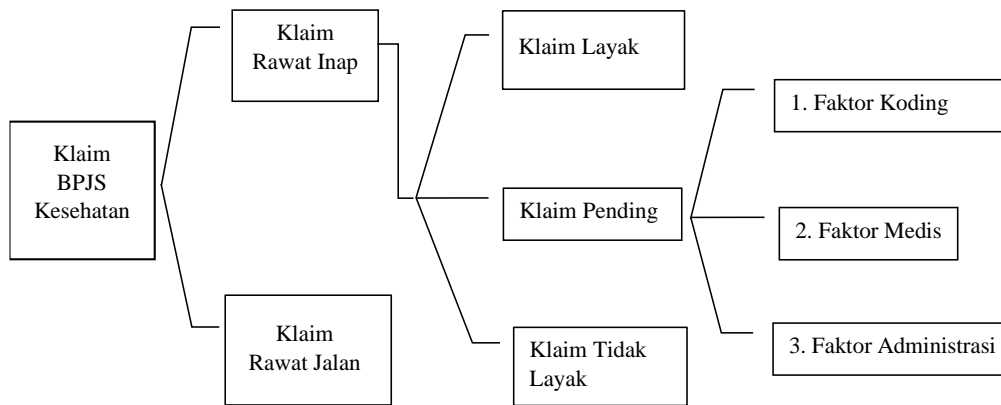 Klaim
BPJS
Kesehatan
Klaim
Rawat Inap
Klaim
Rawat Jalan
Klaim Layak
Klaim Pending
Klaim Tidak
Layak
1. Faktor Koding
2. Faktor Medis
3. Faktor Administrasi